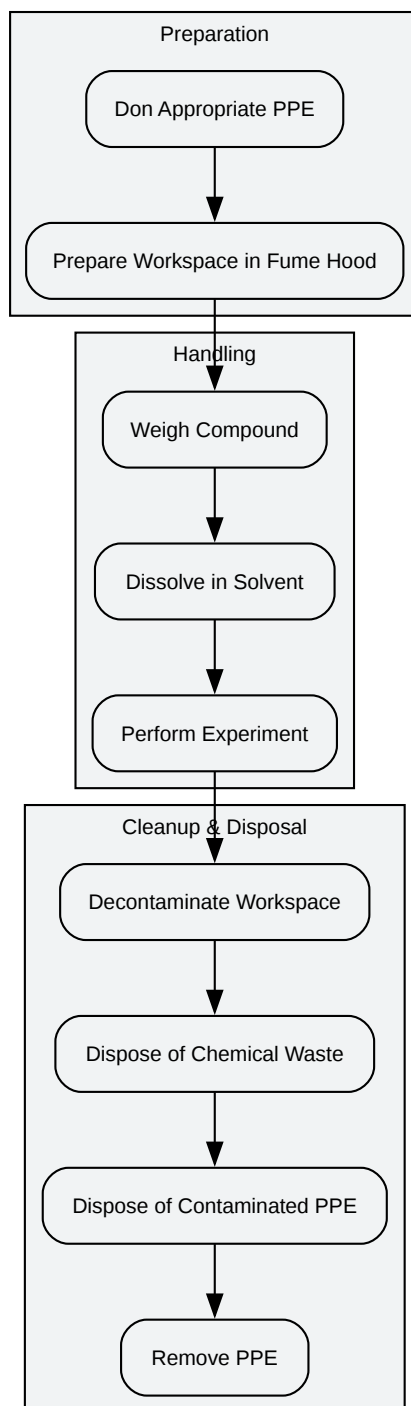 Preparation
Don Appropriate PPE
Prepare Workspace in Fume Hood
Handling
Weigh Compound
Dissolve in Solvent
Perform Experiment
Cleanup & Disposal
Decontaminate Workspace
Dispose of Chemical Waste
Dispose of Contaminated PPE
Remove PPE